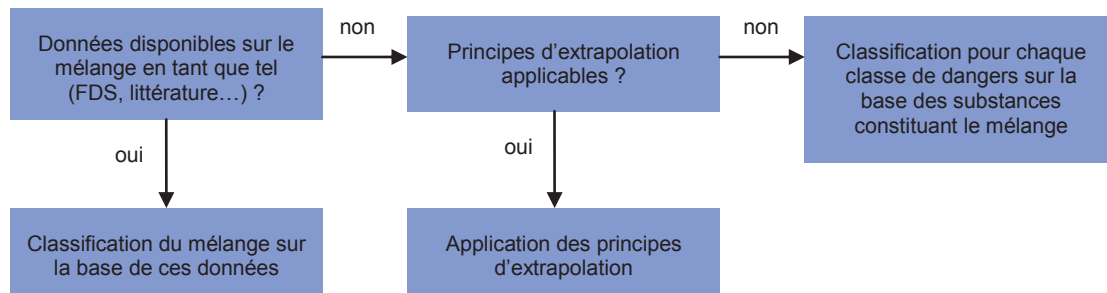 Données disponibles sur le
mélange en tant que tel
(FDS, littérature…) ?
non
Principes d’extrapolation
applicables ?
non
Classification pour chaque
classe de dangers sur la
base des substances
constituant le mélange
oui
oui
Classification du mélange sur
la base de ces données
Application des principes
d’extrapolation